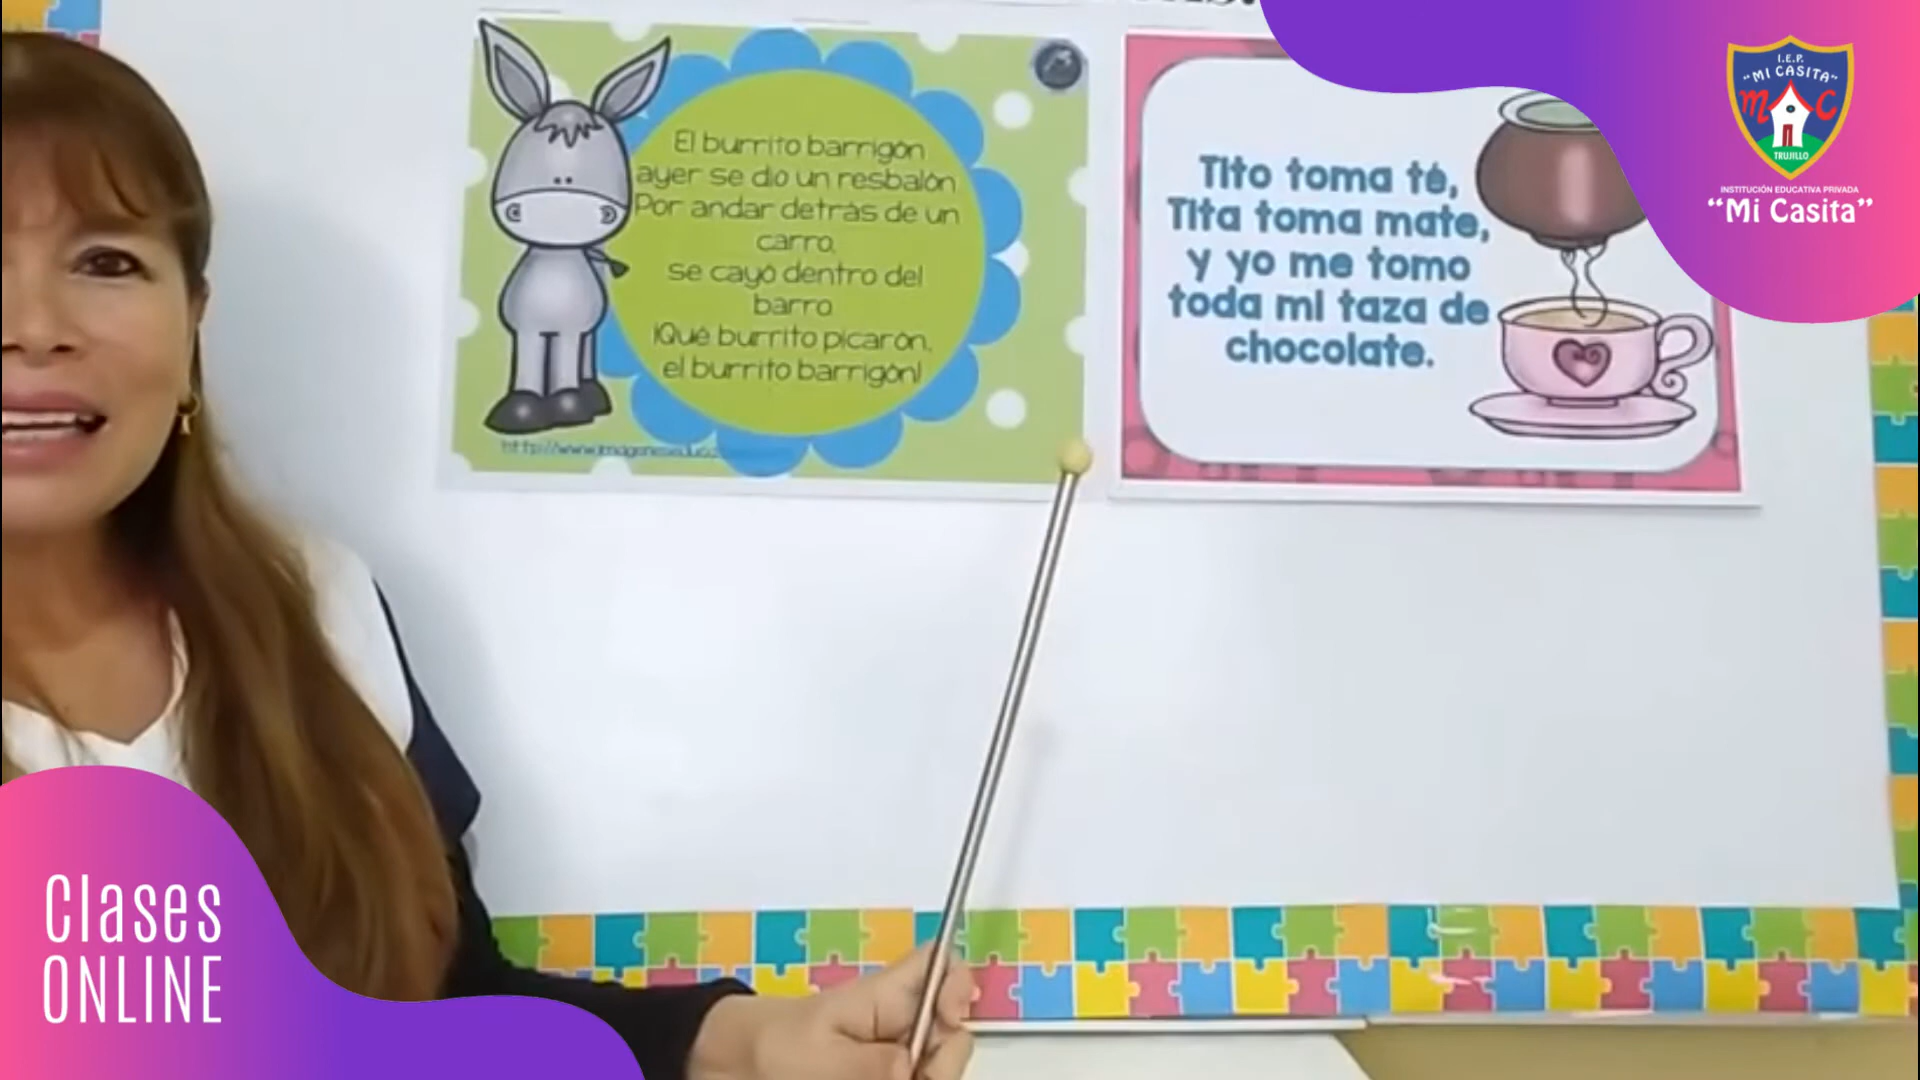 El burrito barrigón
ayer se dio un resbalón
Por andar detrás de un
carro,
se cayó dentro del
barro
¡Qué burrito picarón,
el burrito barrigón!
Tito toma té,
Tita toma mate,
y yo me tomo
toda mi taza de
chocolate.
I.E.P.
"MI CASITA"
M C
TRUJILLO
INSTITUCIÓN EDUCATIVA PRIVADA
"Mi Casita"
Clases
ONLINE